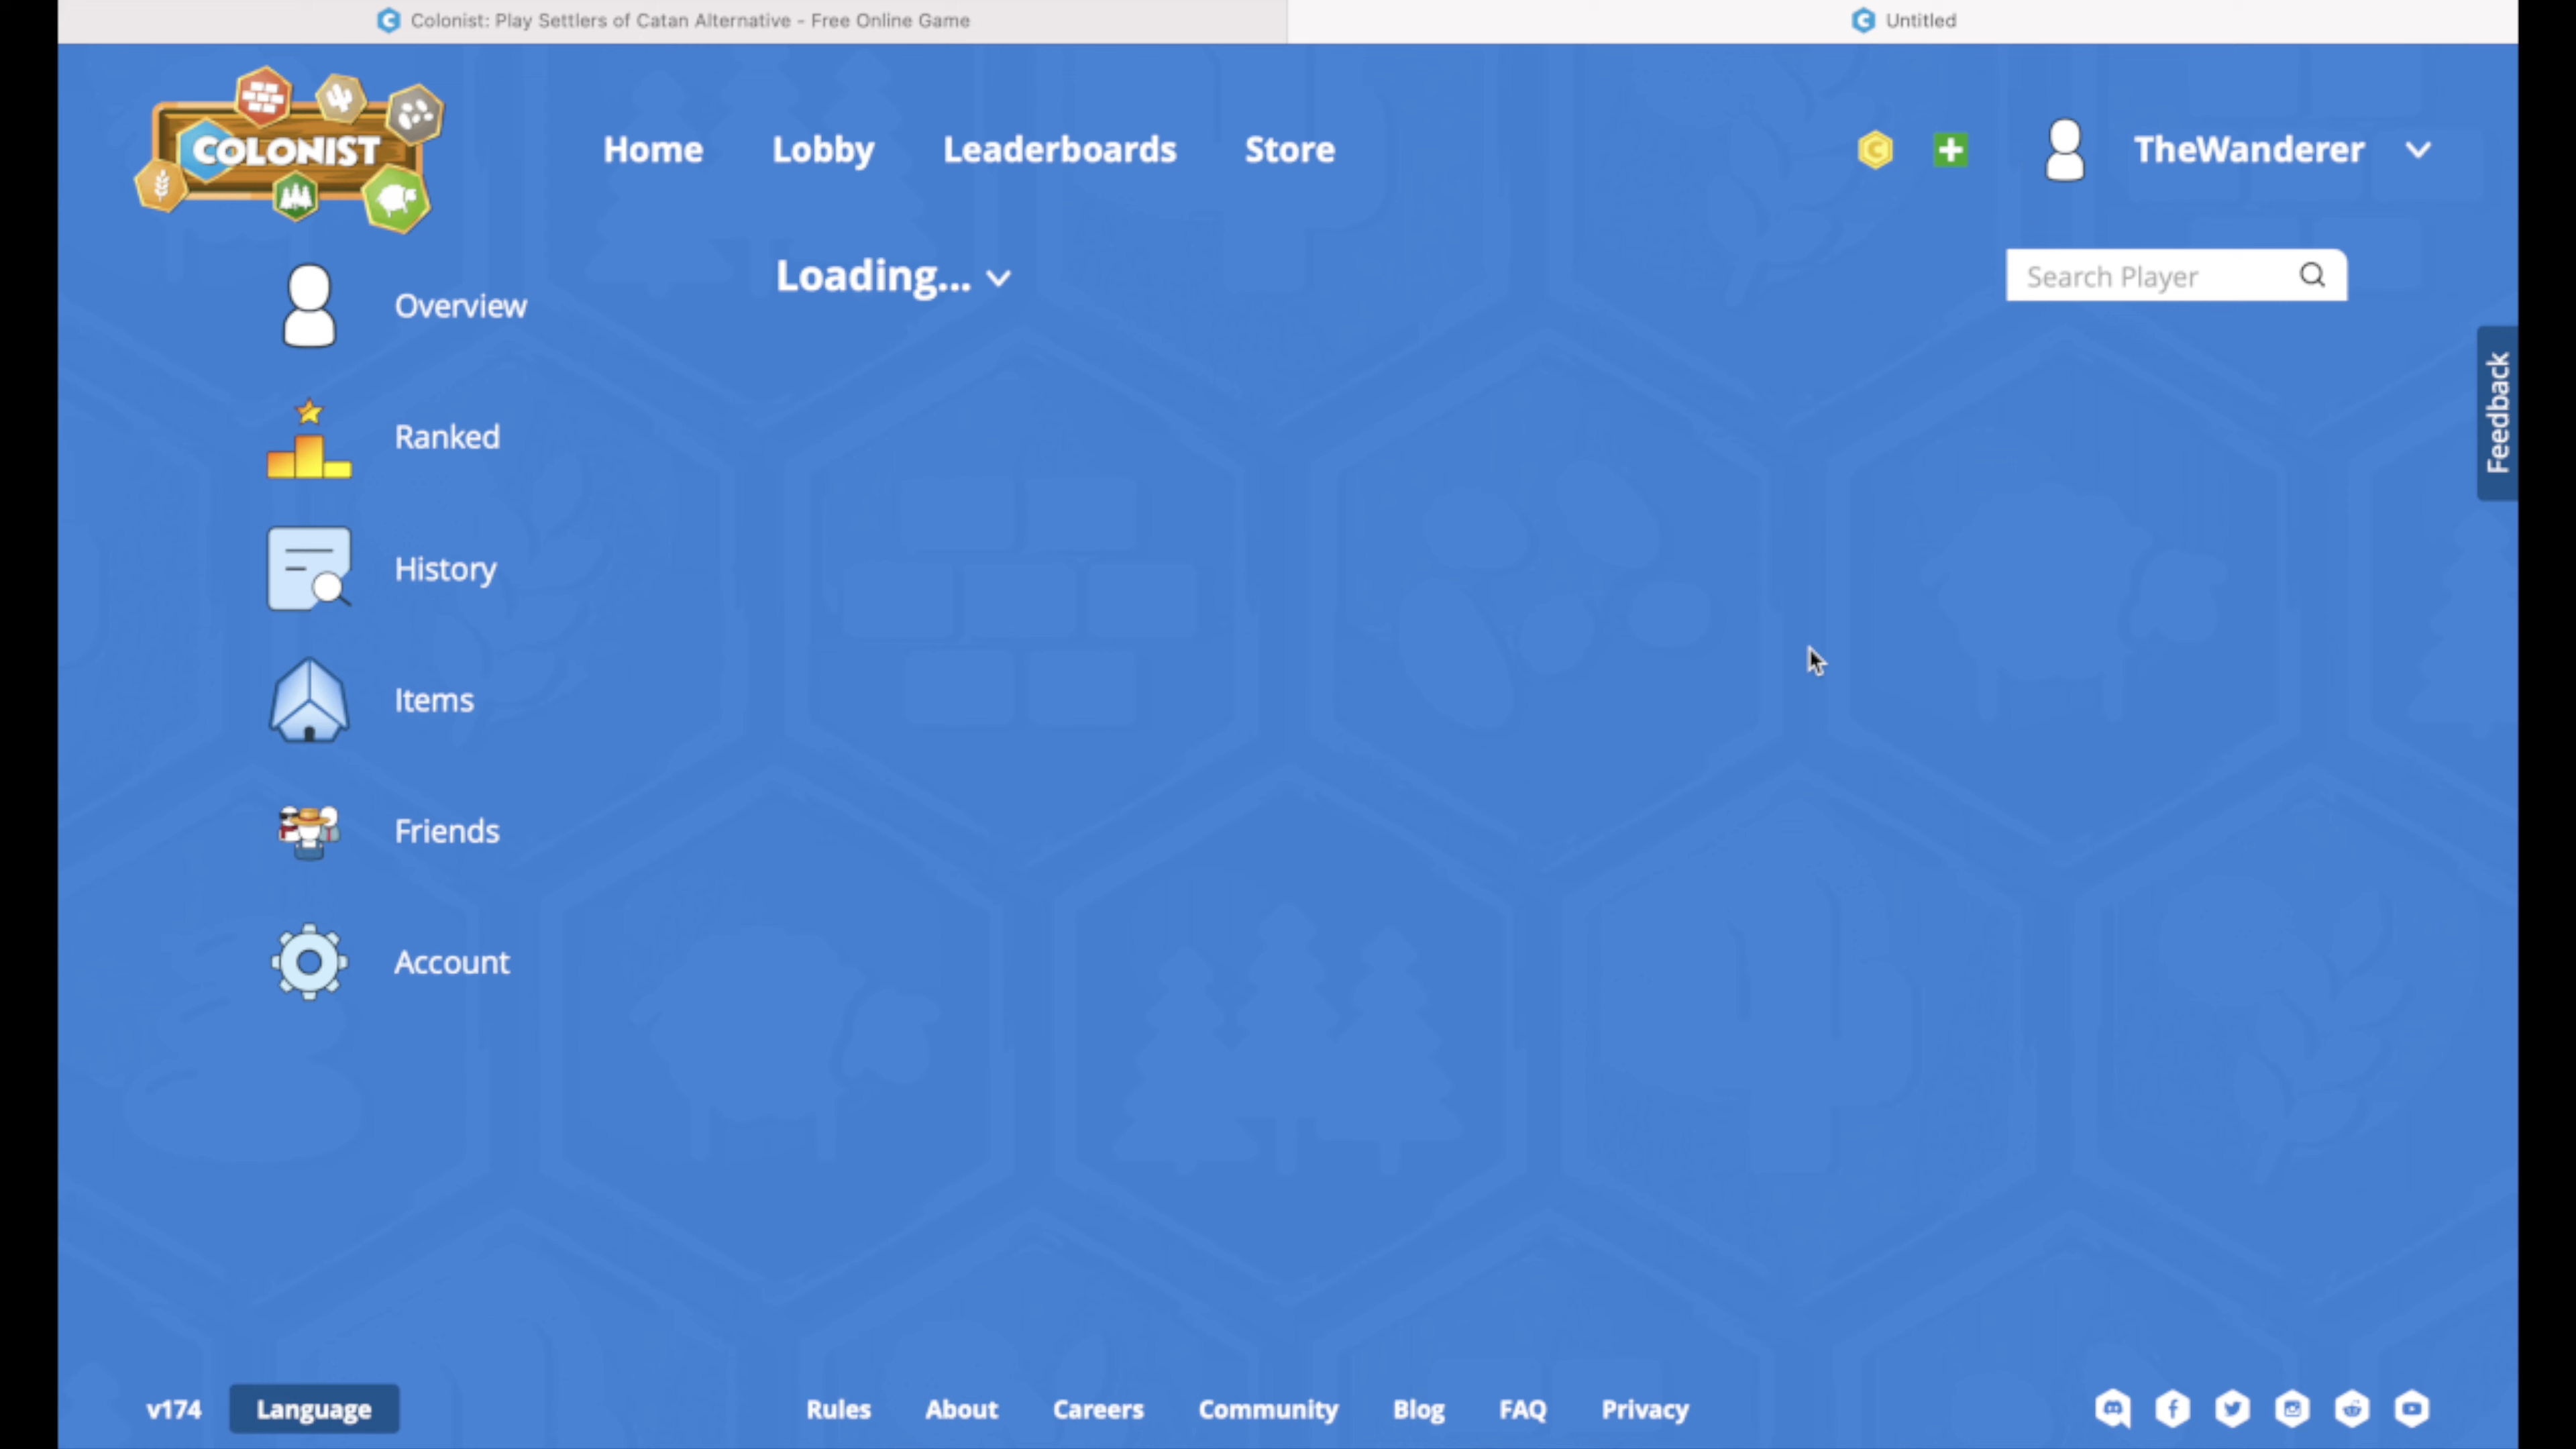 Colonist: Play Settlers of Catan Alternative - Free Online Game
Untitled
COLONIST
Home Lobby Leaderboards Store
TheWanderer
Loading...
Search Player
Overview
Ranked
History
Items
Friends
Account
Feedback
v174 Language
Rules About Careers Community Blog FAQ Privacy